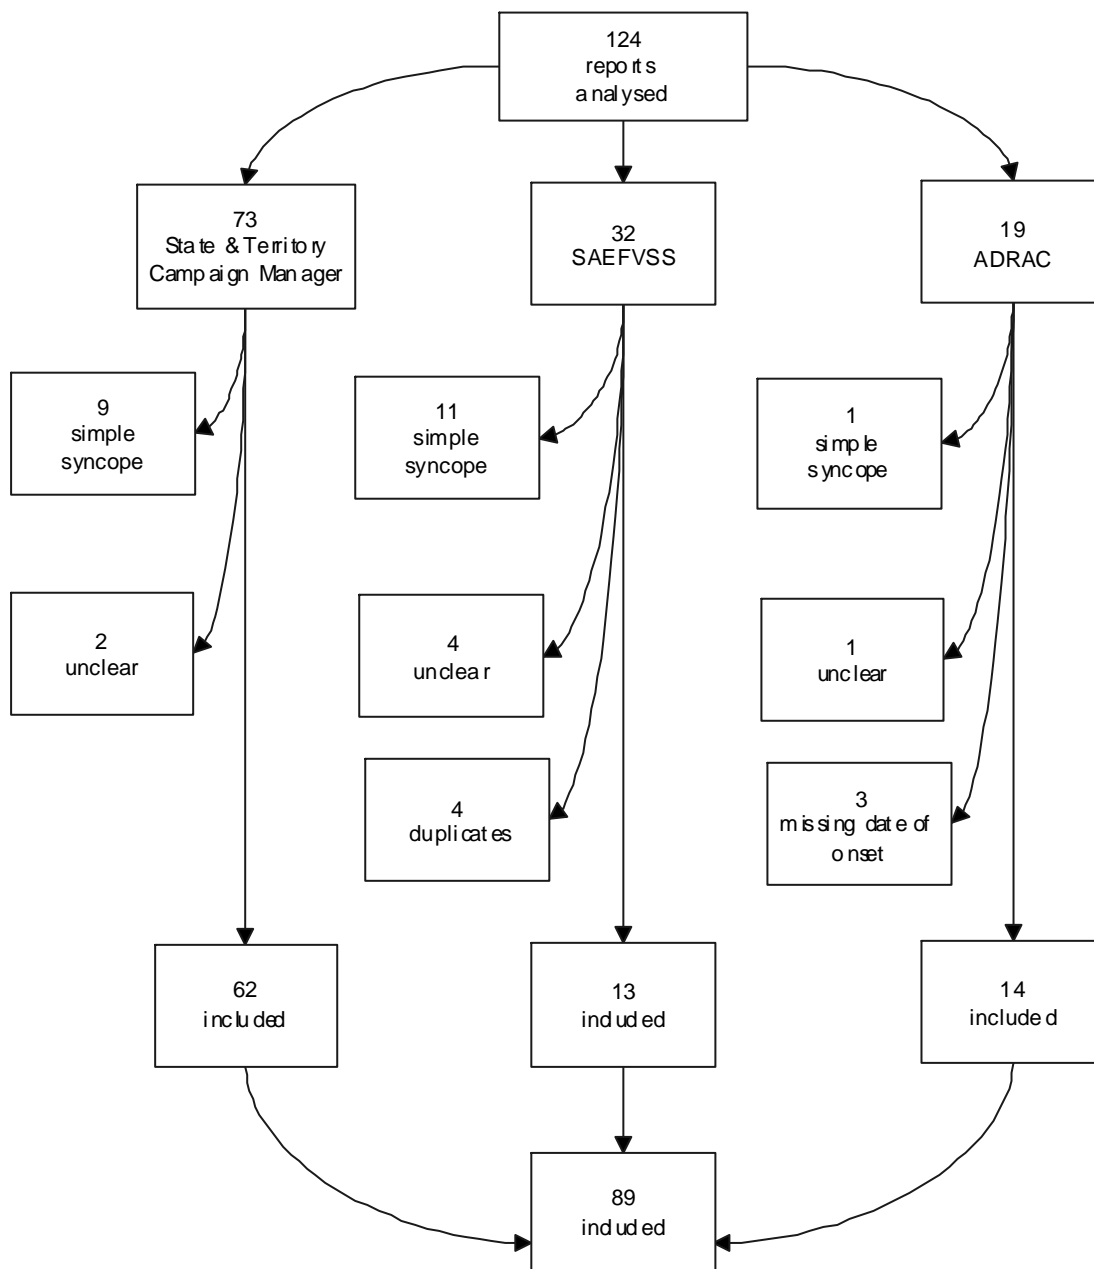 124
reports
analysed
73
State & Territory
Campaign Manager
32
SAEFVSS
19
ADRAC
9
simple
syncope
11
simple
syncope
1
simple
syncope
2
unclear
4
unclear
1
unclear
4
duplicates
3
missing date of
onset
62
included
13
included
14
included
89
included